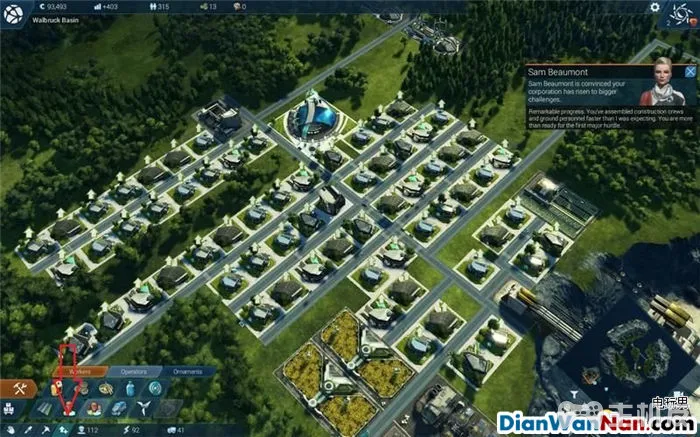 Walbruck Basin
93,493
+403
315
13
0
2
Sam Beaumont
Sam Beaumont is convinced your
corporation has risen to bigger
challenges.
Remarkable progress. You've assembled construction crews
and ground personnel faster than I was expecting. You are more
than ready for the first major hurdle.
Workers
Operators
Ornaments
112
92
41
电玩男
DianWanNan.com